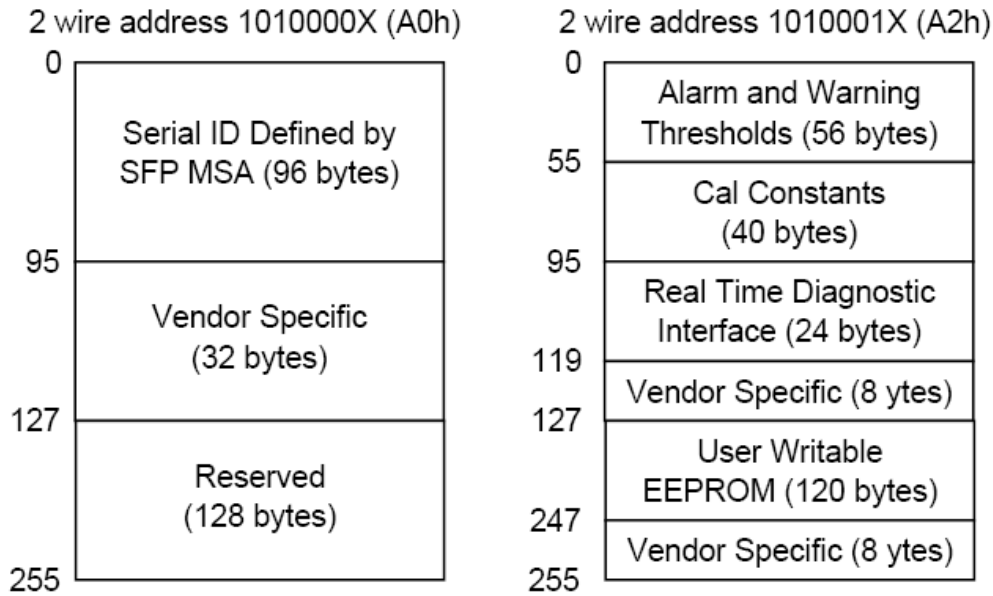 2 wire address 1010000X (A0h)
0
Serial ID Defined by
SFP MSA (96 bytes)
95
Vendor Specific
(32 bytes)
127
Reserved
(128 bytes)
255
2 wire address 1010001X (A2h)
0
Alarm and Warning
Thresholds (56 bytes)
55
Cal Constants
(40 bytes)
95
Real Time Diagnostic
Interface (24 bytes)
119
Vendor Specific (8 ytes)
127
User Writable
EEPROM (120 bytes)
247
Vendor Specific (8 ytes)
255